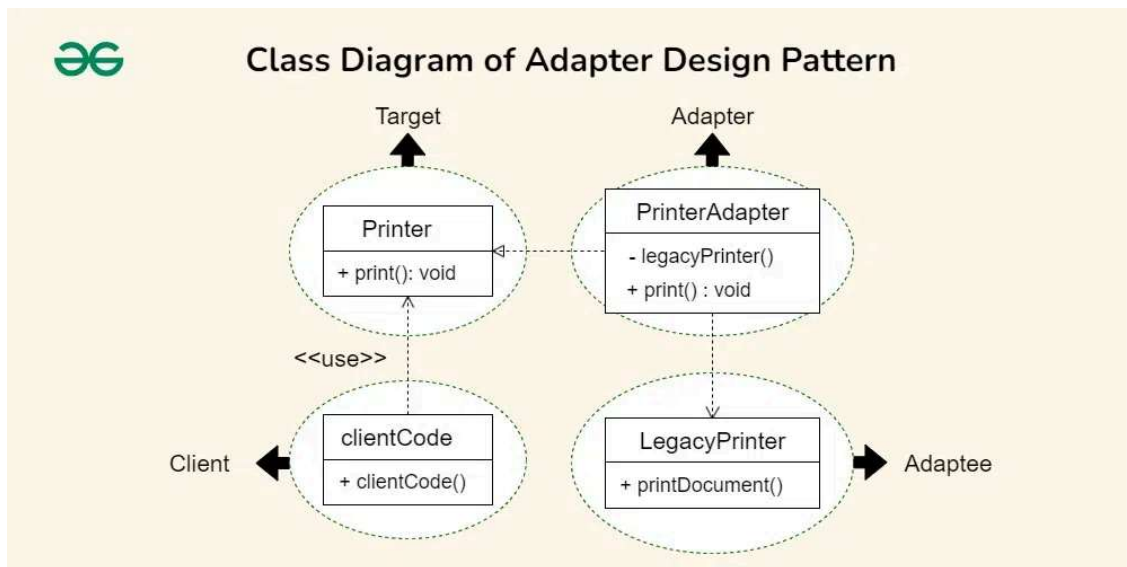 Class Diagram of Adapter Design Pattern
Target
Adapter
Printer
+ print(): void
PrinterAdapter
- legacyPrinter()
+ print() : void
<<use>>
clientCode
+ clientCode()
LegacyPrinter
+ printDocument()
Client
Adaptee